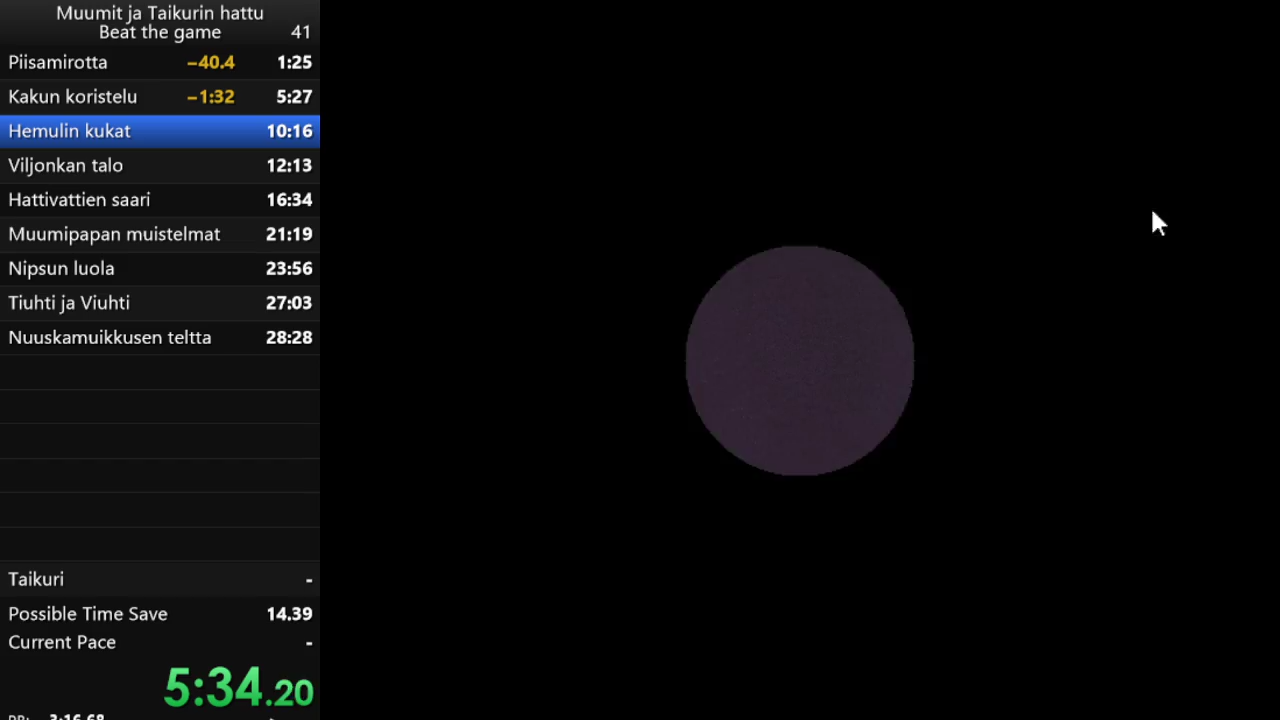 Muumit ja Taikurin hattu
Beat the game 41
Piisamirotta −40.4 1:25
Kakun koristelu −1:32 5:27
Hemulin kukat 10:16
Viljonkan talo 12:13
Hattivattien saari 16:34
Muumipapan muistelmat 21:19
Nipsun luola 23:56
Tiuhti ja Viuhti 27:03
Nuuskamuikkusen teltta 28:28
Taikuri -
Possible Time Save 14.39
Current Pace -
5:34.20